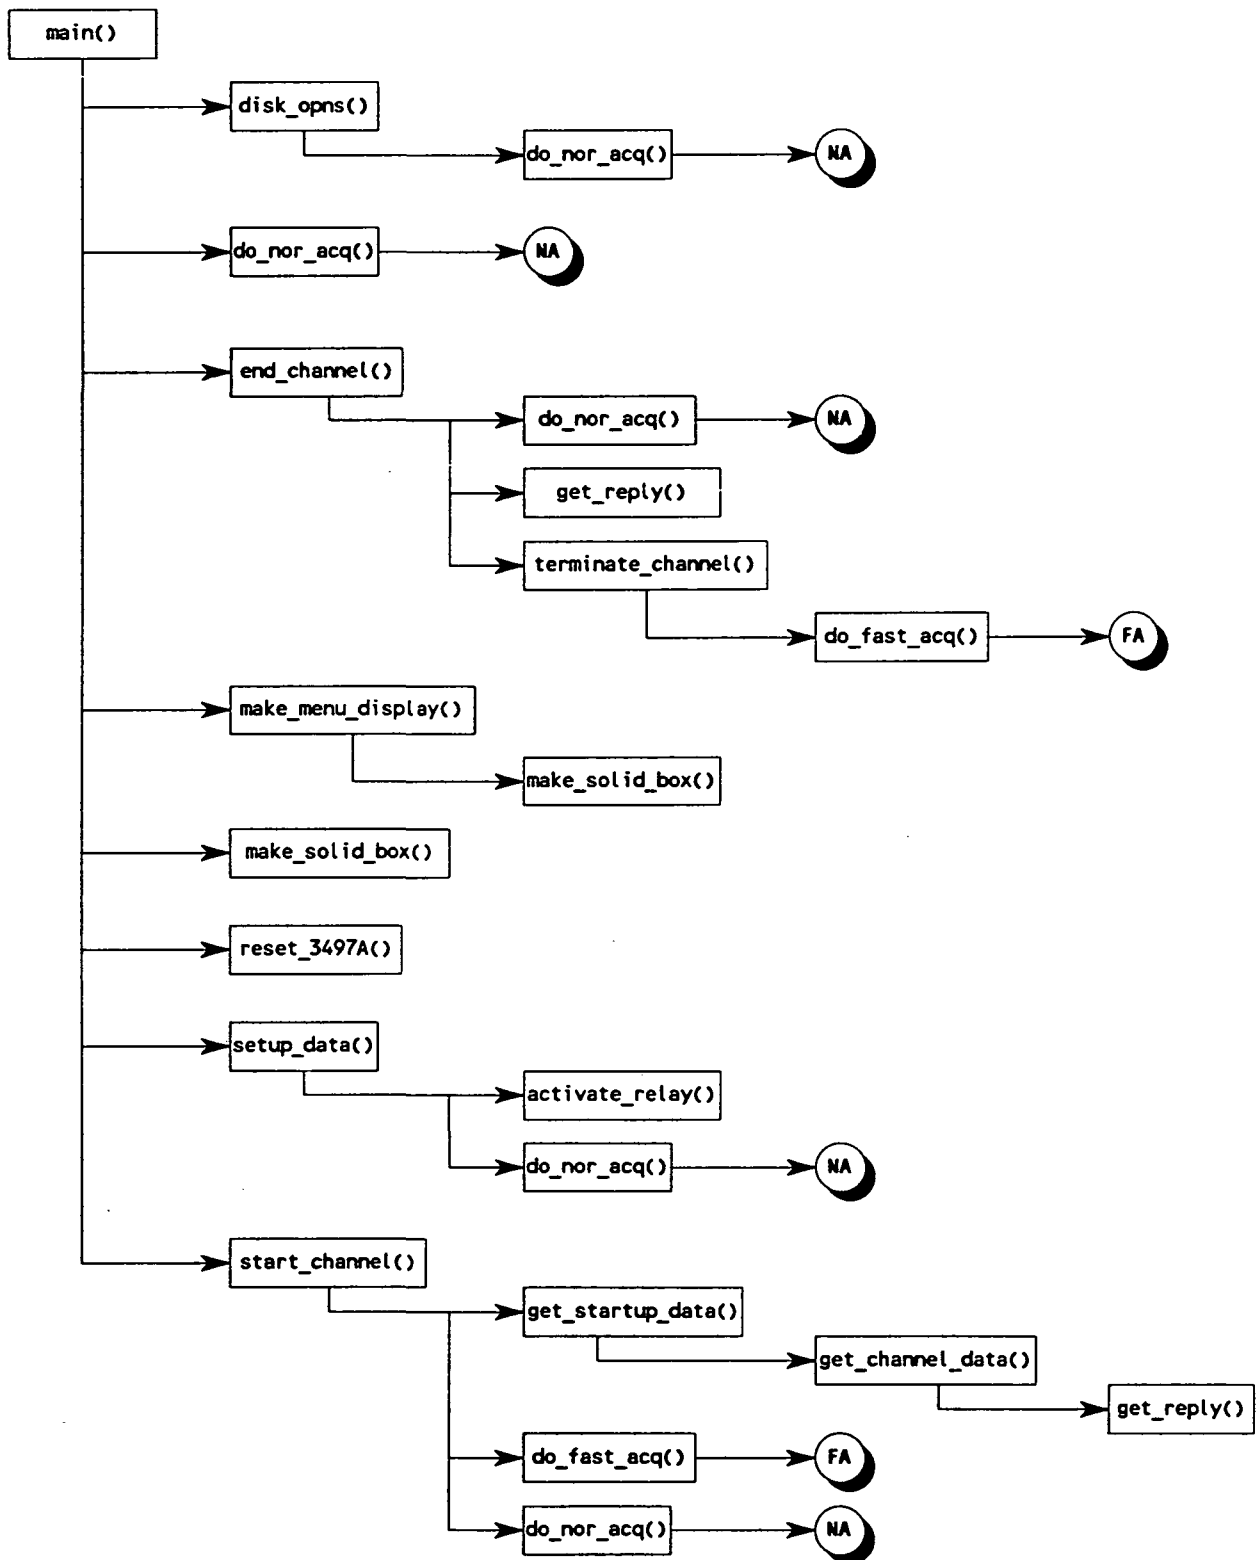 main()
disk_opns()
do_nor_acq()
NA
do_nor_acq()
NA
end_channel()
do_nor_acq()
NA
get_reply()
terminate_channel()
do_fast_acq()
FA
make_menu_display()
make_solid_box()
make_solid_box()
reset_3497A()
setup_data()
activate_relay()
do_nor_acq()
NA
start_channel()
get_startup_data()
get_channel_data()
get_reply()
do_fast_acq()
FA
do_nor_acq()
NA